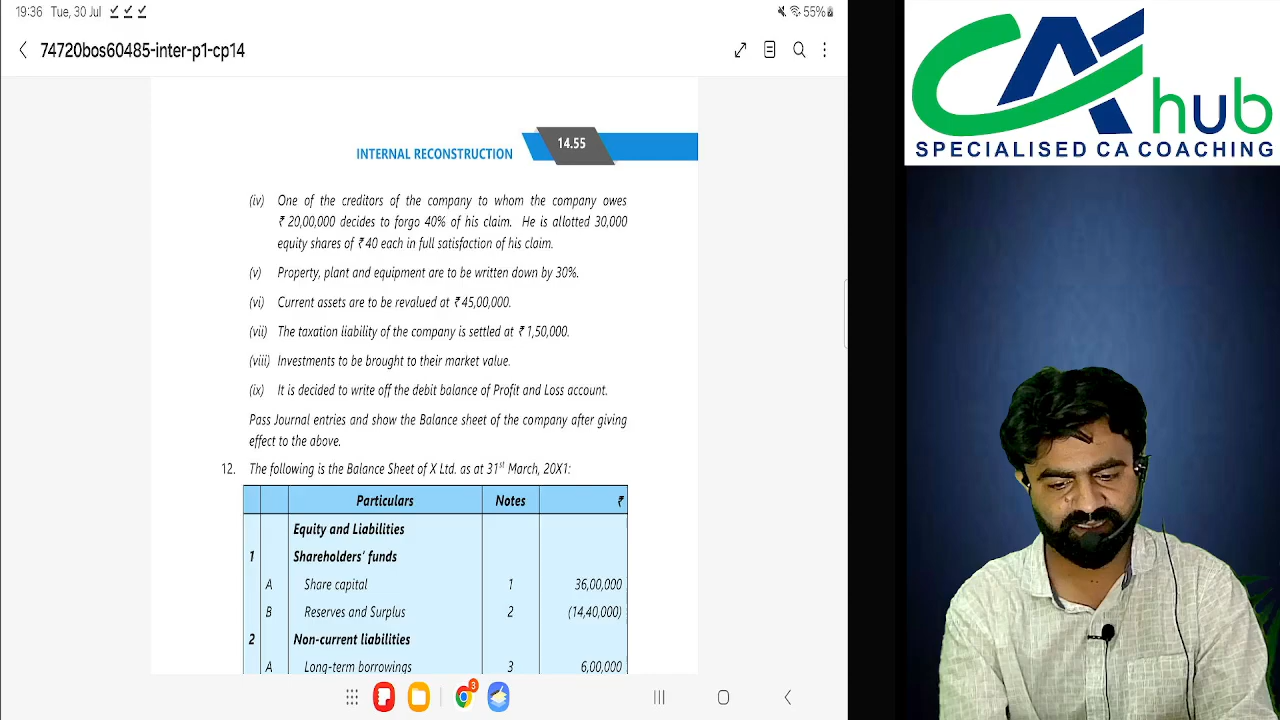 19:36 Tue, 30 Jul
55%
74720bos60485-inter-p1-cp14
INTERNAL RECONSTRUCTION 14.55
(iv) One of the creditors of the company to whom the company owes
₹ 20,00,000 decides to forgo 40% of his claim. He is allotted 30,000
equity shares of ₹ 40 each in full satisfaction of his claim.
(v) Property, plant and equipment are to be written down by 30%.
(vi) Current assets are to be revalued at ₹ 45,00,000.
(vii) The taxation liability of the company is settled at ₹ 1,50,000.
(viii) Investments to be brought to their market value.
(ix) It is decided to write off the debit balance of Profit and Loss account.
Pass Journal entries and show the Balance sheet of the company after giving
effect to the above.
12. The following is the Balance Sheet of X Ltd. as at 31st March, 20X1:
Particulars Notes ₹
Equity and Liabilities
1 Shareholders' funds
A Share capital 1 36,00,000
B Reserves and Surplus 2 (14,40,000)
2 Non-current liabilities
A Long-term borrowings 3 6,00,000
3
CA hub
SPECIALISED CA COACHING